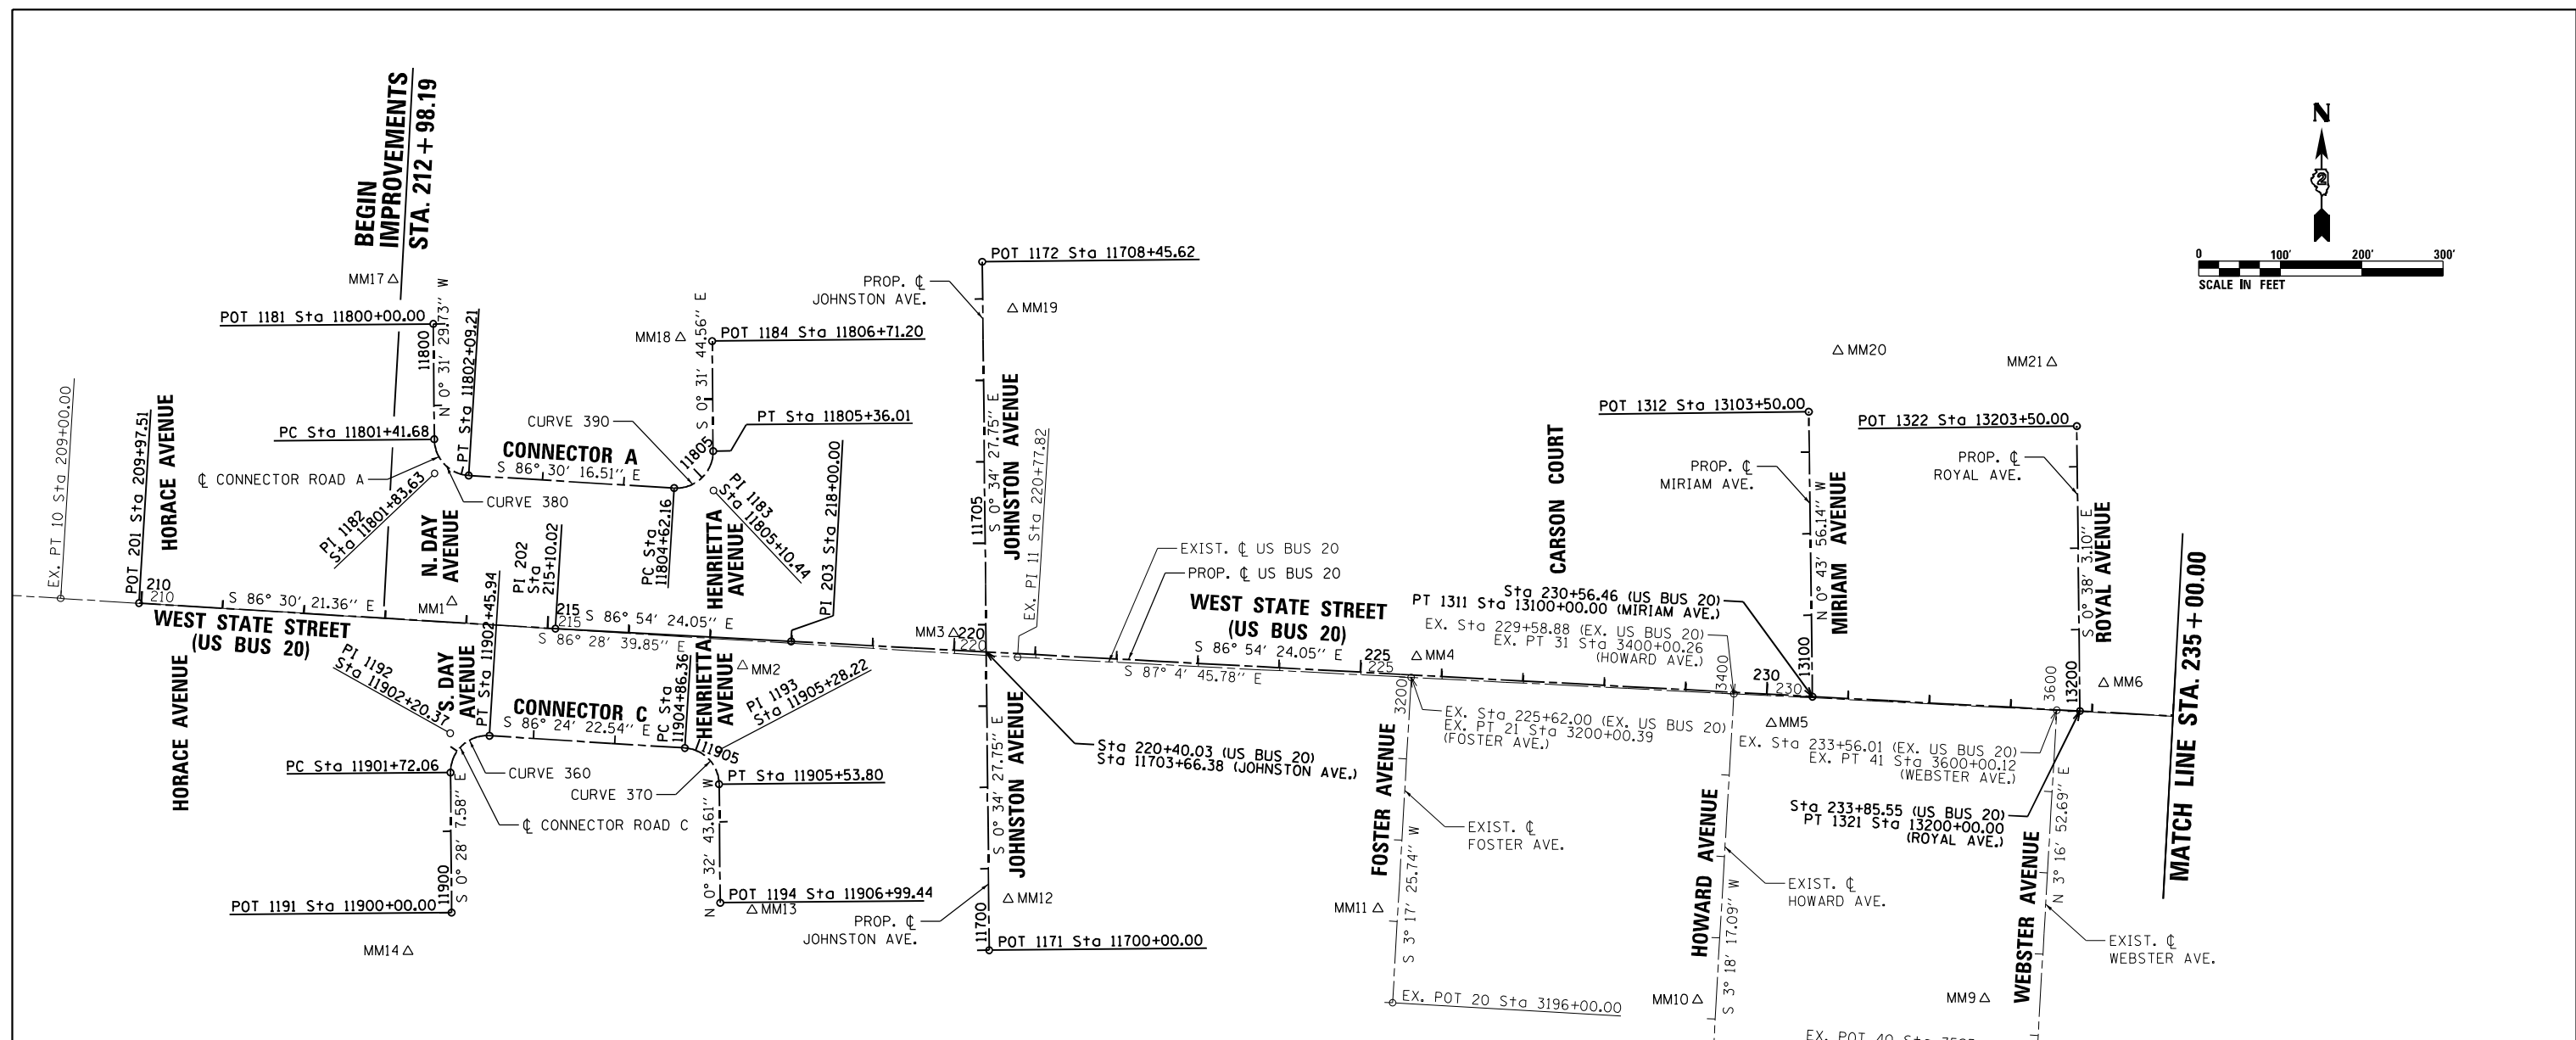 BEGIN
IMPROVEMENTS
STA. 212 + 98.19
N
2
0 100' 200' 300'
SCALE IN FEET
MM17
POT 1181 Sta 11800+00.00
11800
N 0° 31' 29.73" W
PT Sta 11802+09.21
PC Sta 11801+41.68
℄ CONNECTOR ROAD A
CURVE 380
PI 1182
Sta 11801+83.63
CONNECTOR A
S 86° 30' 16.51" E
CURVE 390
MM18
S 0° 31' 44.56" E
POT 1184 Sta 11806+71.20
PT Sta 11805+36.01
11805
PI 1183
Sta 11805+10.44
PC Sta
11804+62.16
EX. PT 10 Sta 209+00.00
POT 201 Sta 209+97.51
HORACE AVENUE
N. DAY
AVENUE
HENRIETTA
AVENUE
PI 202
Sta
215+10.02
PI 203 Sta 218+00.00
210
210
S 86° 30' 21.36" E
MM1
WEST STATE STREET
(US BUS 20)
215
215
S 86° 54' 24.05" E
S 86° 28' 39.85" E
MM3
220
220
POT 1172 Sta 11708+45.62
PROP. ℄
JOHNSTON AVE.
MM19
JOHNSTON AVENUE
S 0° 34' 27.75" E
11705
EX. PI 11 Sta 220+77.82
EXIST. ℄ US BUS 20
PROP. ℄ US BUS 20
WEST STATE STREET
(US BUS 20)
S 86° 54' 24.05" E
S 87° 4' 45.78" E
225
225
MM4
CARSON COURT
Sta 230+56.46 (US BUS 20)
PT 1311 Sta 13100+00.00 (MIRIAM AVE.)
EX. Sta 229+58.88 (EX. US BUS 20)
EX. PT 31 Sta 3400+00.26
(HOWARD AVE.)
3400
230
230
13100
POT 1312 Sta 13103+50.00
PROP. ℄
MIRIAM AVE.
N 0° 43' 56.14" W
MIRIAM AVENUE
MM20
MM21
POT 1322 Sta 13203+50.00
PROP. ℄
ROYAL AVE.
S 0° 38' 3.10" E
ROYAL AVENUE
3600
13200
MM6
MM5
MATCH LINE STA. 235 + 00.00
HORACE AVENUE
PI 1192
Sta 11902+20.37
S. DAY
AVENUE
PT Sta 11902+45.94
CONNECTOR C
S 86° 24' 22.54" E
PC Sta
11904+86.36
HENRIETTA
AVENUE
MM2
PI 1193
Sta 11905+28.22
11905
PC Sta 11901+72.06
CURVE 360
CURVE 370
PT Sta 11905+53.80
℄ CONNECTOR ROAD C
S 0° 28' 7.58" E
11900
POT 1191 Sta 11900+00.00
MM14
N 0° 32' 43.61" W
POT 1194 Sta 11906+99.44
MM13
PROP. ℄
JOHNSTON AVE.
S 0° 34' 27.75" E
JOHNSTON AVENUE
11700
MM12
POT 1171 Sta 11700+00.00
Sta 220+40.03 (US BUS 20)
Sta 11703+66.38 (JOHNSTON AVE.)
3200
EX. Sta 225+62.00 (EX. US BUS 20)
EX. PT 21 Sta 3200+00.39
(FOSTER AVE.)
FOSTER AVENUE
EXIST. ℄
FOSTER AVE.
MM11
S 3° 17' 25.74" W
EX. POT 20 Sta 3196+00.00
HOWARD AVENUE
EXIST. ℄
HOWARD AVE.
MM10
S 3° 18' 17.09" W
EX. Sta 233+56.01 (EX. US BUS 20)
EX. PT 41 Sta 3600+00.12
(WEBSTER AVE.)
Sta 233+85.55 (US BUS 20)
PT 1321 Sta 13200+00.00
(ROYAL AVE.)
N 3° 16' 52.69" E
WEBSTER AVENUE
EXIST. ℄
WEBSTER AVE.
MM9
EX. POT 40 Sta